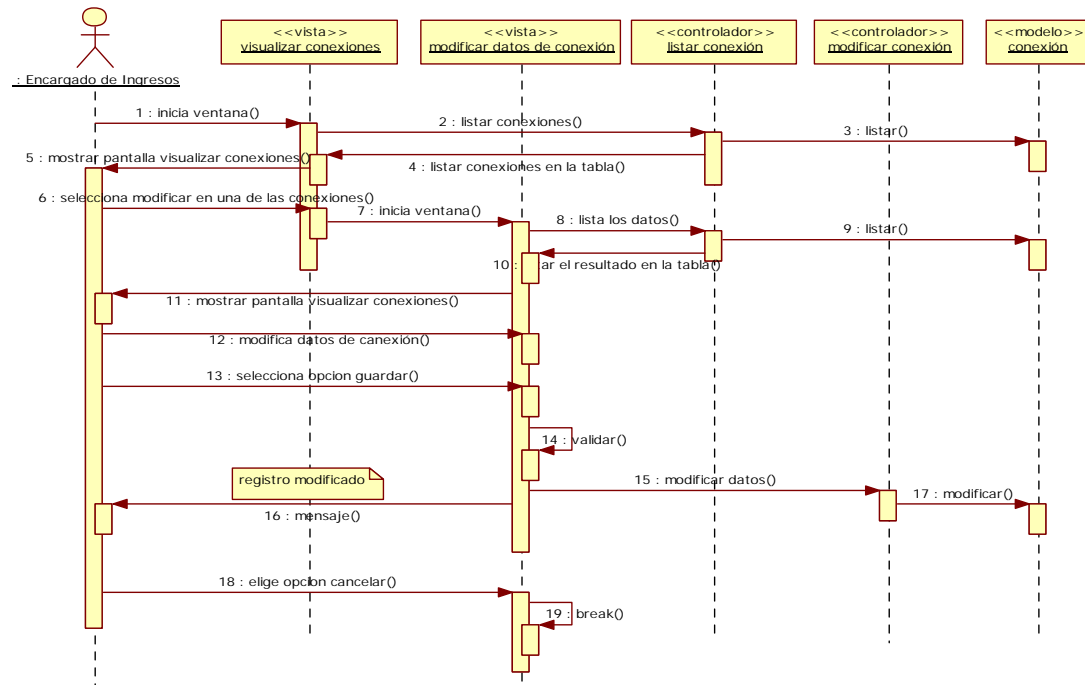 <<vista>>
visualizar conexiones
<<vista>>
modificar datos de conexión
<<controlador>>
listar conexión
<<controlador>>
modificar conexión
<<modelo>>
conexión
: Encargado de Ingresos
1 : inicia ventana()
2 : listar conexiones()
3 : listar()
4 : listar conexiones en la tabla()
5 : mostrar pantalla visualizar conexiones()
6 : selecciona modificar en una de las conexiones()
7 : inicia ventana()
8 : lista los datos()
9 : listar()
10 : el resultado en la tabla()
11 : mostrar pantalla visualizar conexiones()
12 : modifica datos de canexión()
13 : selecciona opcion guardar()
14 : validar()
registro modificado
15 : modificar datos()
17 : modificar()
16 : mensaje()
18 : elige opcion cancelar()
19 : break()